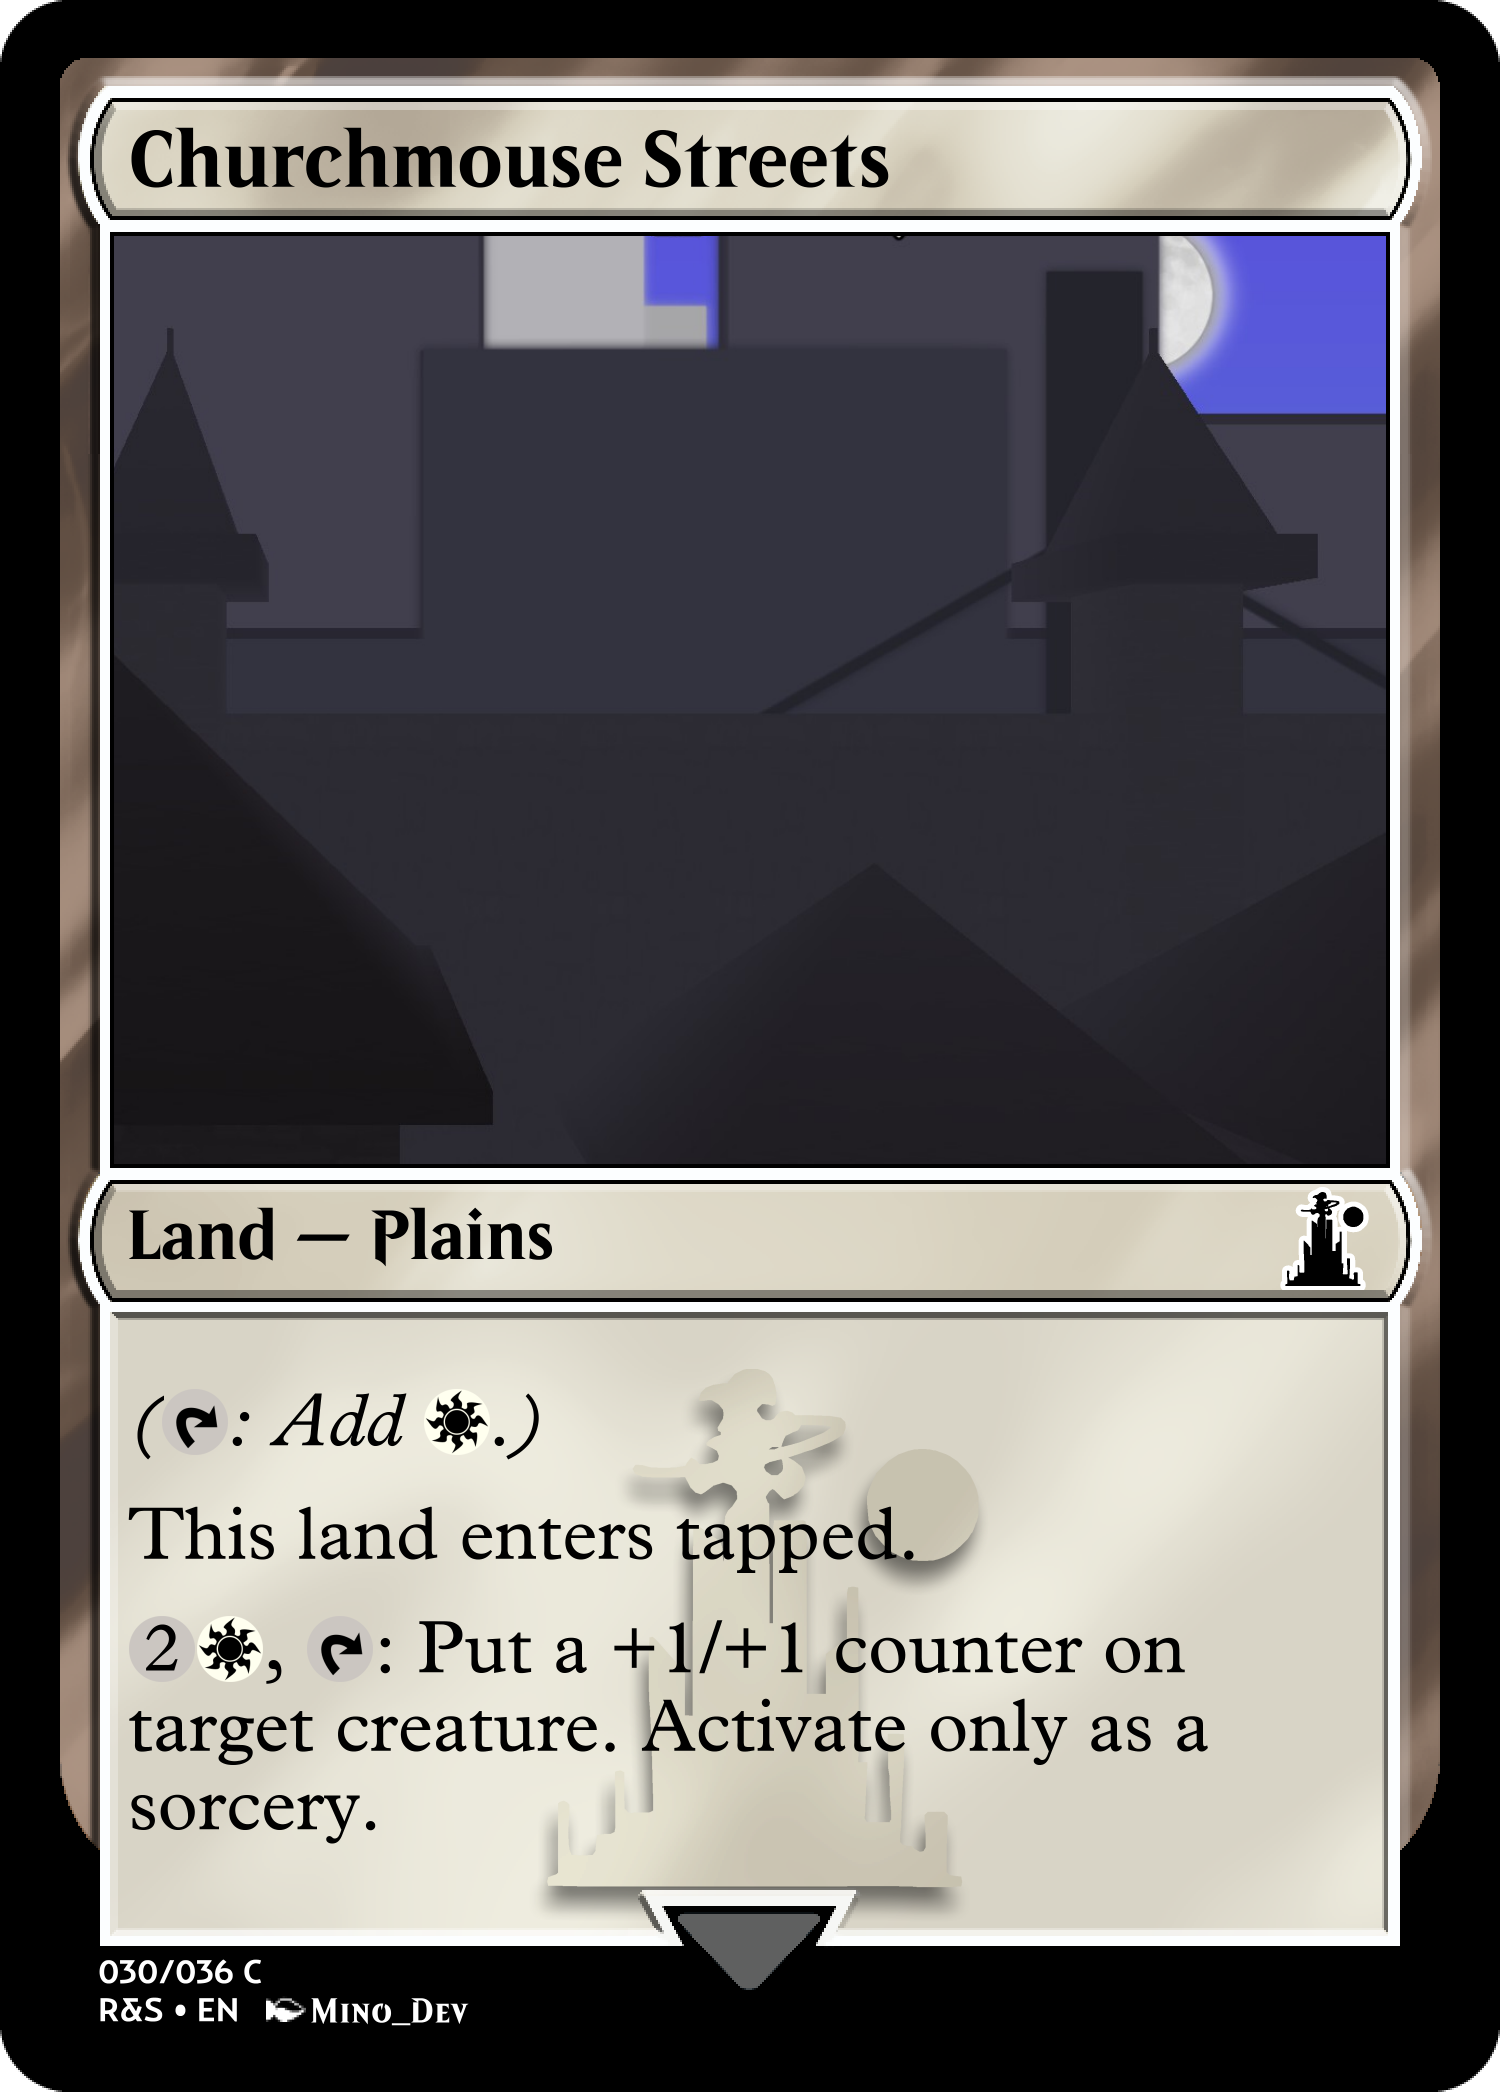 Churchmouse Streets
Land — Plains
(: Add .)
This land enters tapped.
2, : Put a +1/+1 counter on
target creature. Activate only as a
sorcery.
030/036 C
R&S • EN Mino_Dev